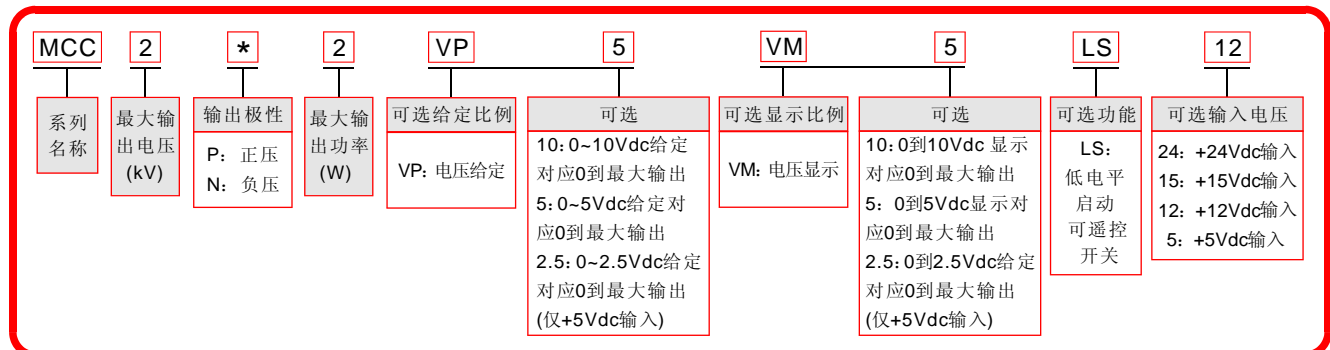 MCC 2 * 2 VP 5 VM 5 LS 12
系列
名称
最大输
出电压
(kV)
输出极性
P：正压
N：负压
最大输
出功率
(W)
可选给定比例
VP：电压给定
可选
10：0~10Vdc给定
对应0到最大输出
5：0~5Vdc给定对
应0到最大输出
2.5：0~2.5Vdc给定
对应0到最大输出
(仅+5Vdc输入)
可选显示比例
VM：电压显示
可选
10：0到10Vdc 显示
对应0到最大输出
5：0到5Vdc显示对
应0到最大输出
2.5：0到2.5Vdc给定
对应0到最大输出
(仅+5Vdc输入)
可选功能
LS：
低电平
启动
可遥控
开关
可选输入电压
24：+24Vdc输入
15：+15Vdc输入
12：+12Vdc输入
5：+5Vdc输入